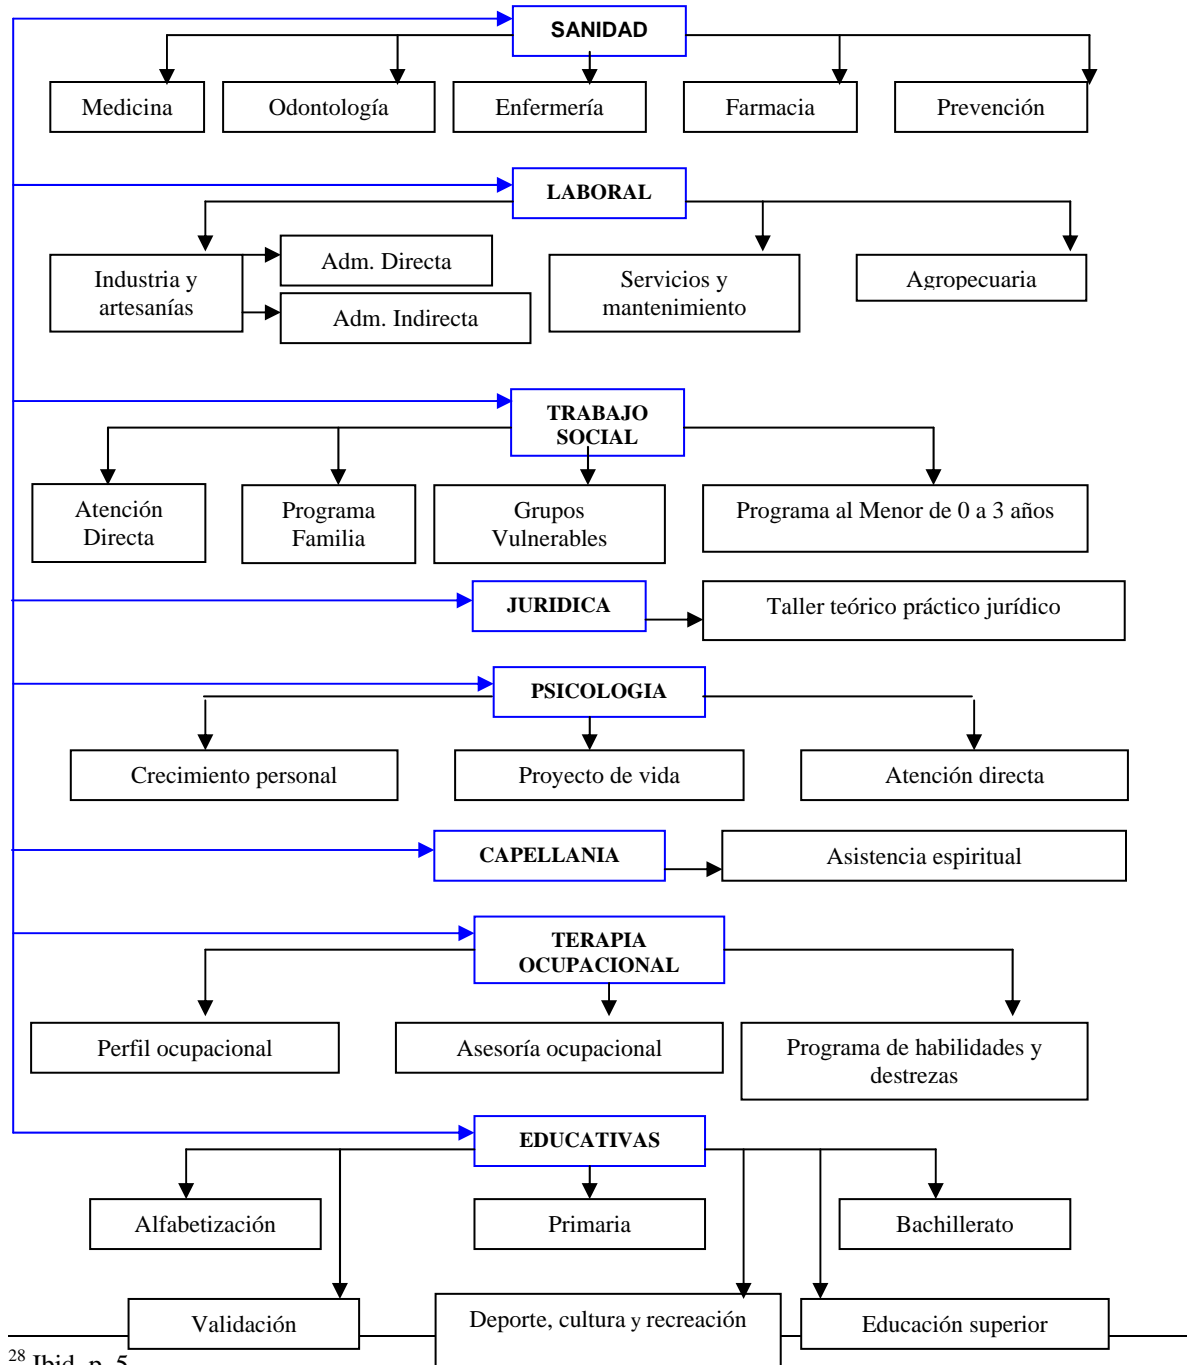 SANIDAD
Medicina
Odontología
Enfermería
Farmacia
Prevención
LABORAL
Industria y
artesanías
Adm. Directa
Adm. Indirecta
Servicios y
mantenimiento
Agropecuaria
TRABAJO
SOCIAL
Atención
Directa
Programa
Familia
Grupos
Vulnerables
Programa al Menor de 0 a 3 años
JURIDICA
Taller teórico práctico jurídico
PSICOLOGIA
Crecimiento personal
Proyecto de vida
Atención directa
CAPELLANIA
Asistencia espiritual
TERAPIA
OCUPACIONAL
Perfil ocupacional
Asesoría ocupacional
Programa de habilidades y
destrezas
EDUCATIVAS
Alfabetización
Primaria
Bachillerato
Validación
Deporte, cultura y recreación
Educación superior
28 Ibid. p. 5